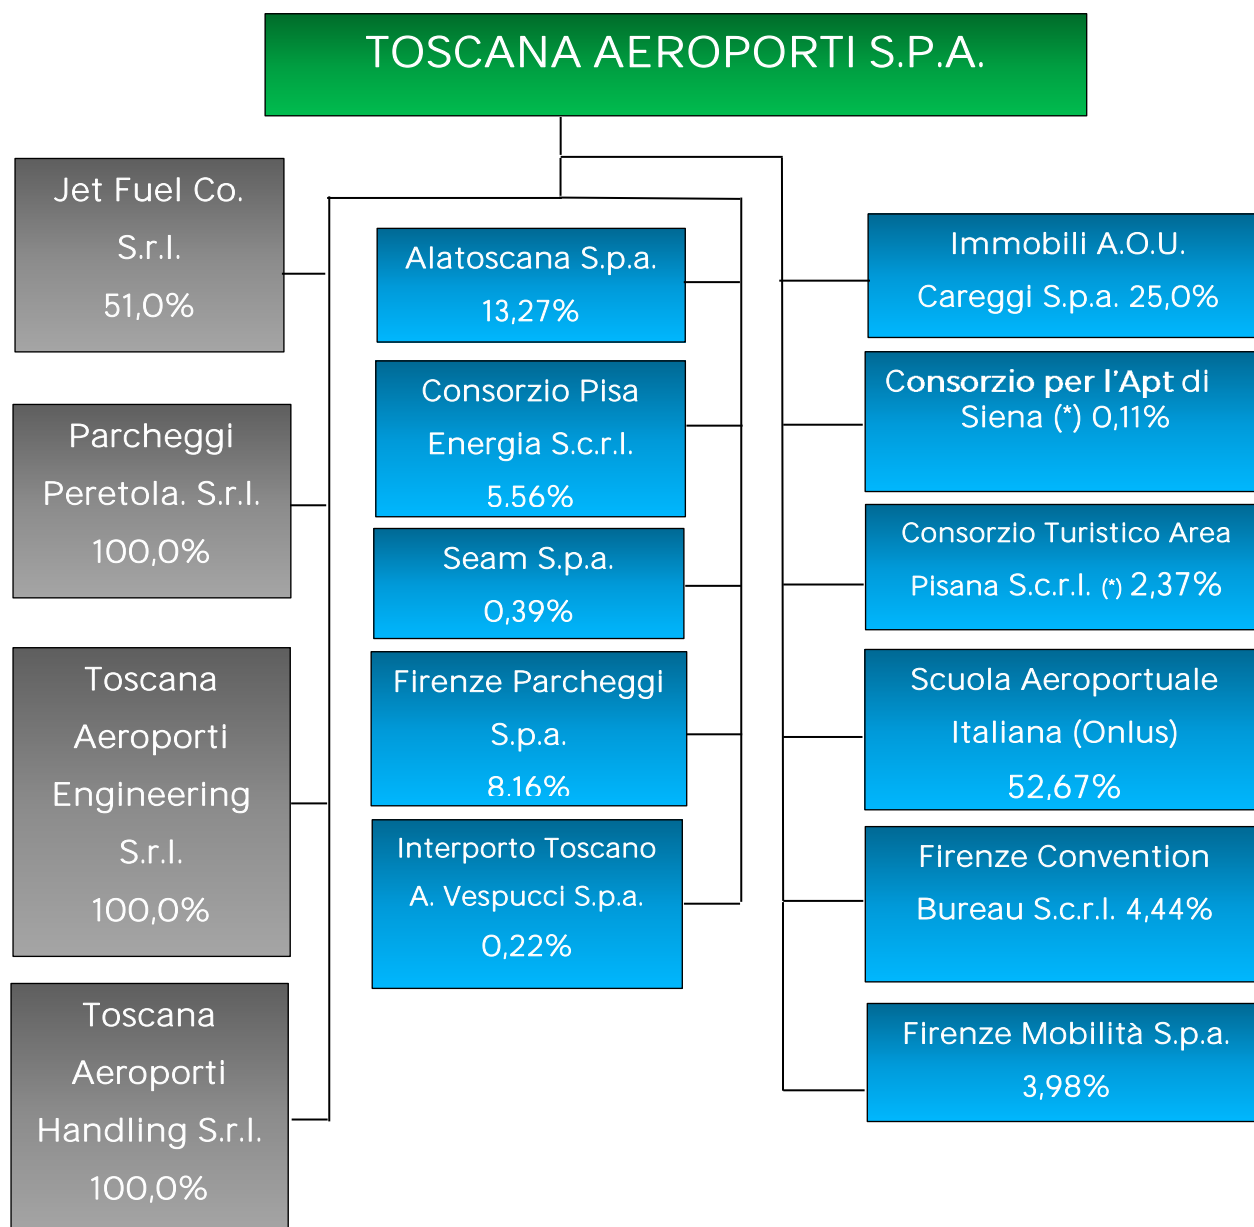 TOSCANA AEROPORTI S.P.A.
Jet Fuel Co.
S.r.l.
51,0%
Parcheggi
Peretola. S.r.l.
100,0%
Toscana
Aeroporti
Engineering
S.r.l.
100,0%
Toscana
Aeroporti
Handling S.r.l.
100,0%
Alatoscana S.p.a.
13,27%
Consorzio Pisa
Energia S.c.r.l.
5,56%
Seam S.p.a.
0,39%
Firenze Parcheggi
S.p.a.
8,16%
Interporto Toscano
A. Vespucci S.p.a.
0,22%
Immobili A.O.U.
Careggi S.p.a. 25,0%
Consorzio per l'Apt di
Siena (*) 0,11%
Consorzio Turistico Area
Pisana S.c.r.l. (*) 2,37%
Scuola Aeroportuale
Italiana (Onlus)
52,67%
Firenze Convention
Bureau S.c.r.l. 4,44%
Firenze Mobilità S.p.a.
3,98%